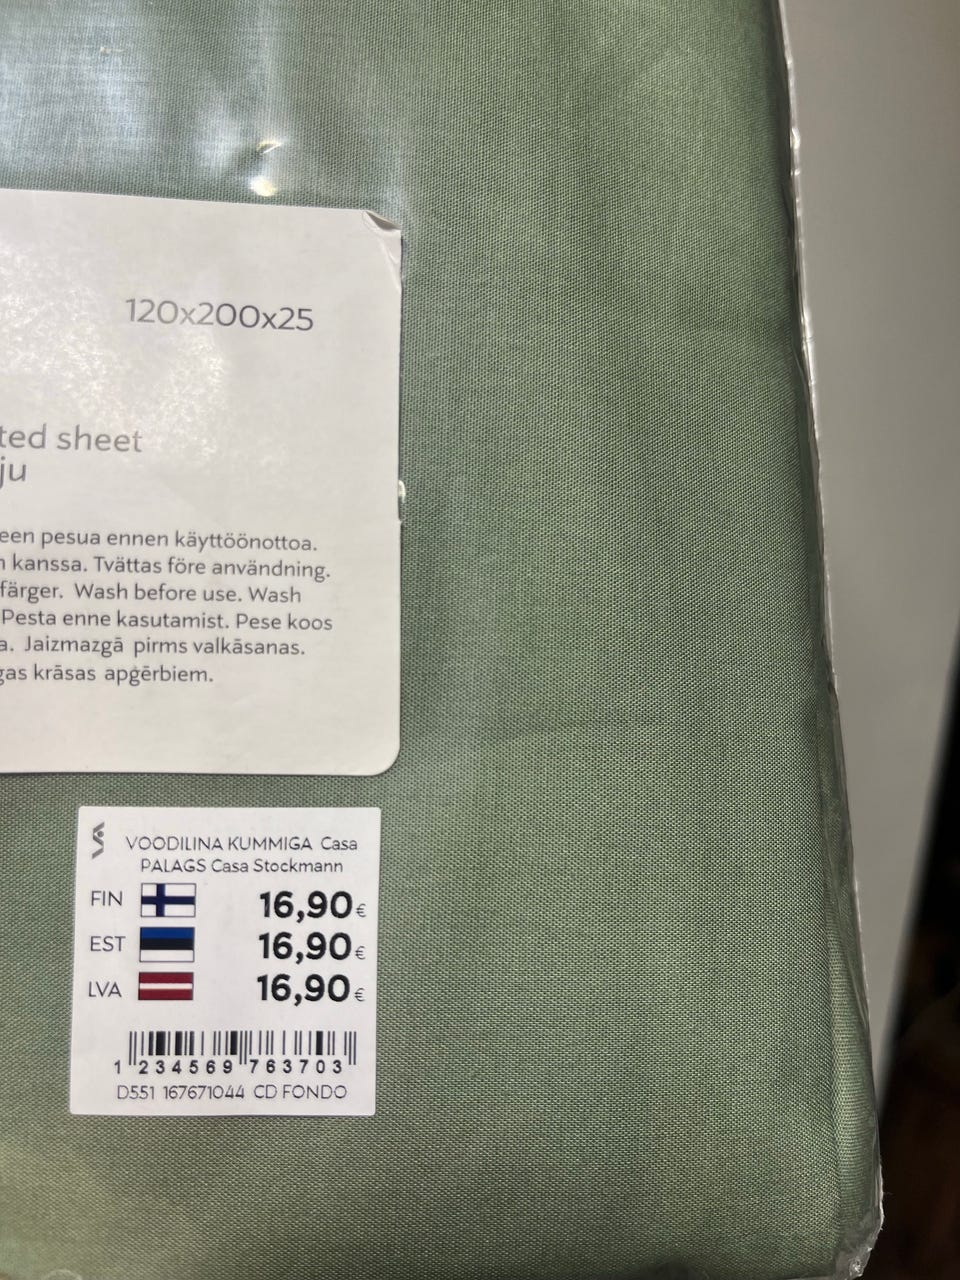 120x200x25
ted sheet
ju
een pesua ennen käyttöönottoa.
n kanssa. Tvättas före användning.
färger. Wash before use. Wash
Pesta enne kasutamist. Pese koos
a. Jaizmazgā pirms valkāsanas.
gas krāsas apģērbiem.
VOODILINA KUMMIGA Casa
PALAGS Casa Stockmann
FIN 16,90€
EST 16,90€
LVA 16,90€
1 234569 763703
D551 167671044 CD FONDO